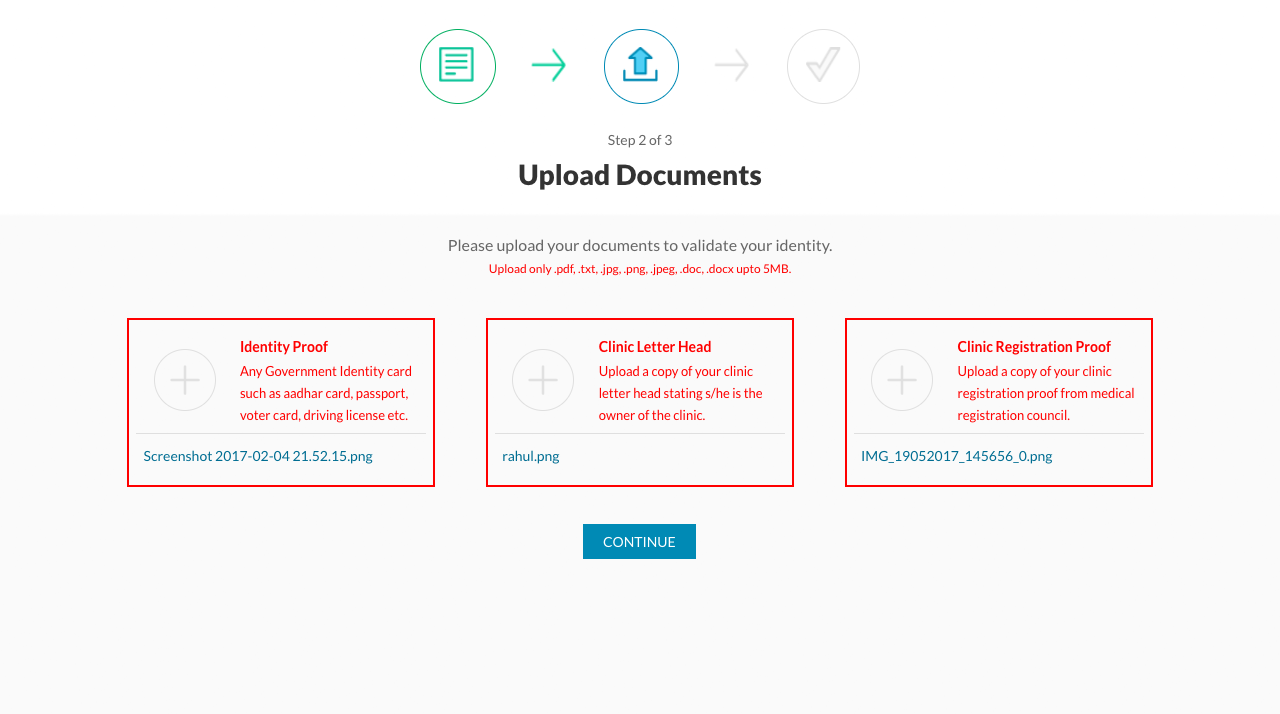 Step 2 of 3
Upload Documents
Please upload your documents to validate your identity.
Upload only .pdf, .txt, .jpg, .png, .jpeg, .doc, .docx upto 5MB.
Identity Proof
Any Government Identity card
such as aadhar card, passport,
voter card, driving license etc.
Screenshot 2017-02-04 21.52.15.png
Clinic Letter Head
Upload a copy of your clinic
letter head stating s/he is the
owner of the clinic.
rahul.png
Clinic Registration Proof
Upload a copy of your clinic
registration proof from medical
registration council.
IMG_19052017_145656_0.png
CONTINUE